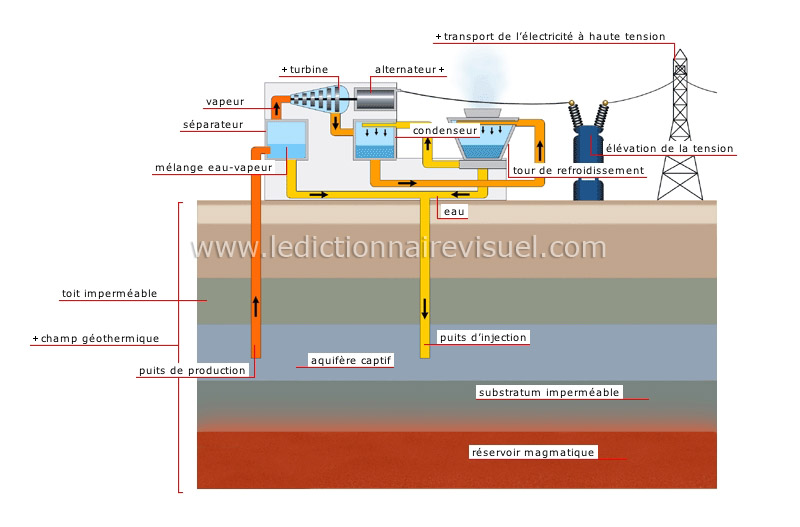 + transport de l'électricité à haute tension
+ turbine
alternateur +
vapeur
séparateur
condenseur
élévation de la tension
mélange eau-vapeur
tour de refroidissement
eau
www.ledictionnairevisuel.com
toit imperméable
+ champ géothermique
puits d'injection
aquifère captif
puits de production
substratum imperméable
réservoir magmatique